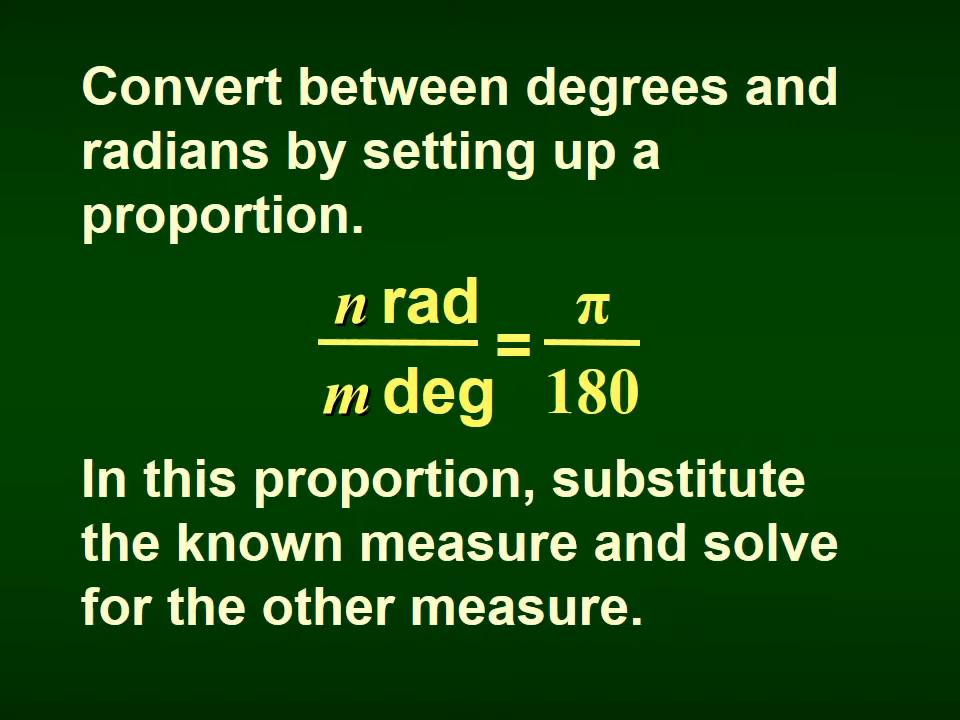 Convert between degrees and
radians by setting up a
proportion.
n rad
m deg
=
π
180
In this proportion, substitute
the known measure and solve
for the other measure.